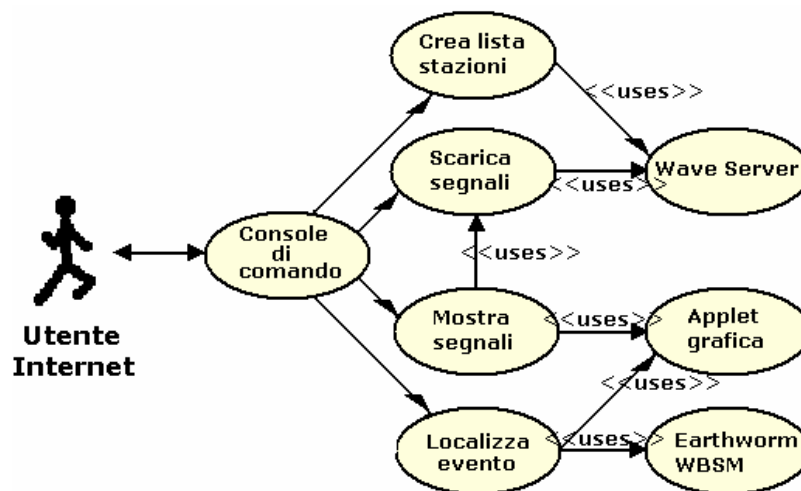 Crea lista
stazioni
<<uses>>
Scarica
segnali
<<uses>>
Wave Server
Console
di
comando
<<uses>>
Utente
Internet
Mostra
segnali
<<uses>>
Applet
grafica
<<uses>>
Localizza
evento
<<uses>>
Earthworm
WBSM